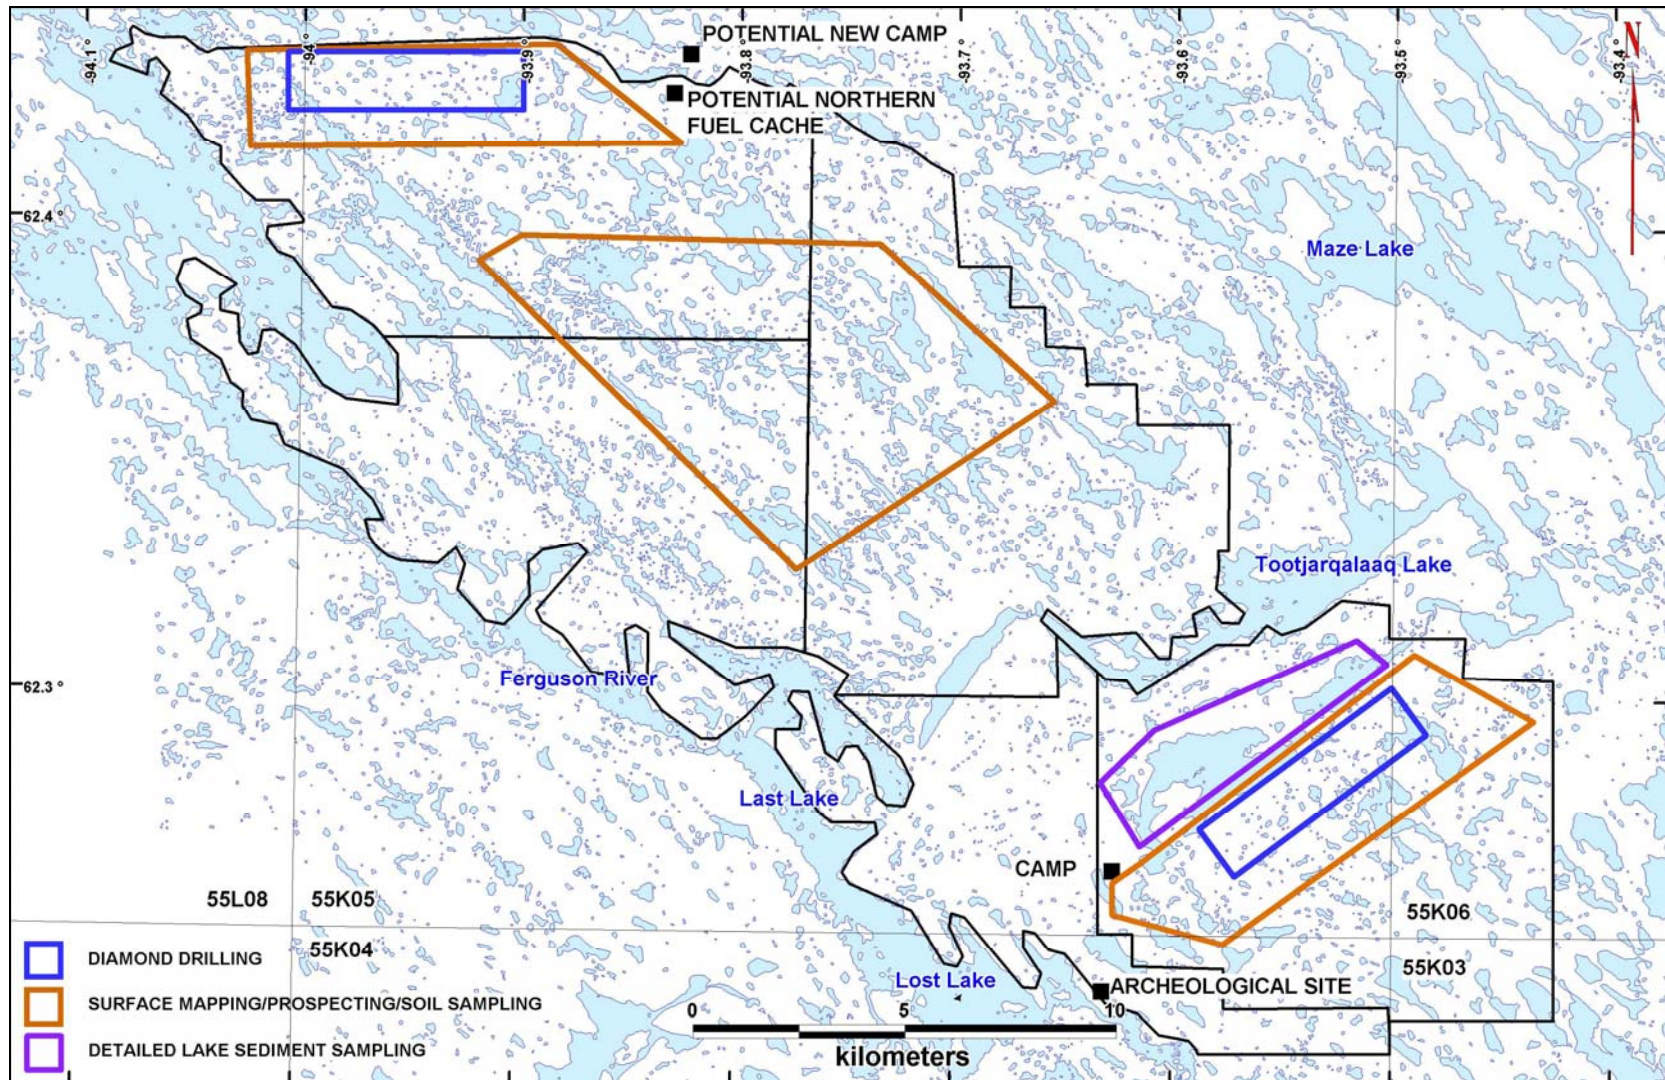 N
-94.1 °
-94 °
-93.9 °
-93.8
-93.7 °
-93.6 °
-93.5 °
-93.4 °
POTENTIAL NEW CAMP
POTENTIAL NORTHERN
FUEL CACHE
62.4 °
Maze Lake
Tootjarqalaaq Lake
62.3 °
Ferguson River
Last Lake
CAMP
55L08
55K05
55K06
55K04
55K03
Lost Lake
ARCHEOLOGICAL SITE
DIAMOND DRILLING
SURFACE MAPPING/PROSPECTING/SOIL SAMPLING
DETAILED LAKE SEDIMENT SAMPLING
0 5 10
kilometers